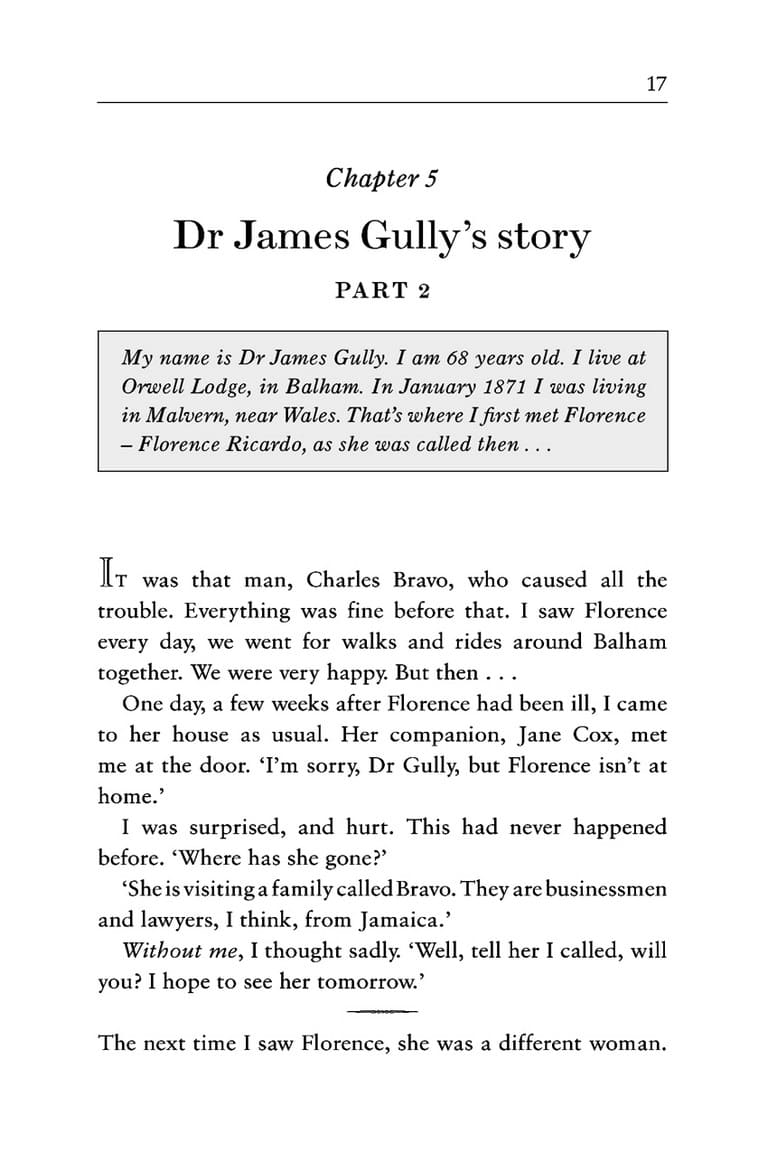 17
Chapter 5
Dr James Gully’s story
PART 2
My name is Dr James Gully. I am 68 years old. I live at
Orwell Lodge, in Balham. In January 1871 I was living
in Malvern, near Wales. That’s where I first met Florence
– Florence Ricardo, as she was called then . . .
IT was that man, Charles Bravo, who caused all the
trouble. Everything was fine before that. I saw Florence
every day, we went for walks and rides around Balham
together. We were very happy. But then . . .
One day, a few weeks after Florence had been ill, I came
to her house as usual. Her companion, Jane Cox, met
me at the door. ‘I’m sorry, Dr Gully, but Florence isn’t at
home.’
I was surprised, and hurt. This had never happened
before. ‘Where has she gone?’
‘She is visiting a family called Bravo. They are businessmen
and lawyers, I think, from Jamaica.’
Without me, I thought sadly. ‘Well, tell her I called, will
you? I hope to see her tomorrow.’
The next time I saw Florence, she was a different woman.